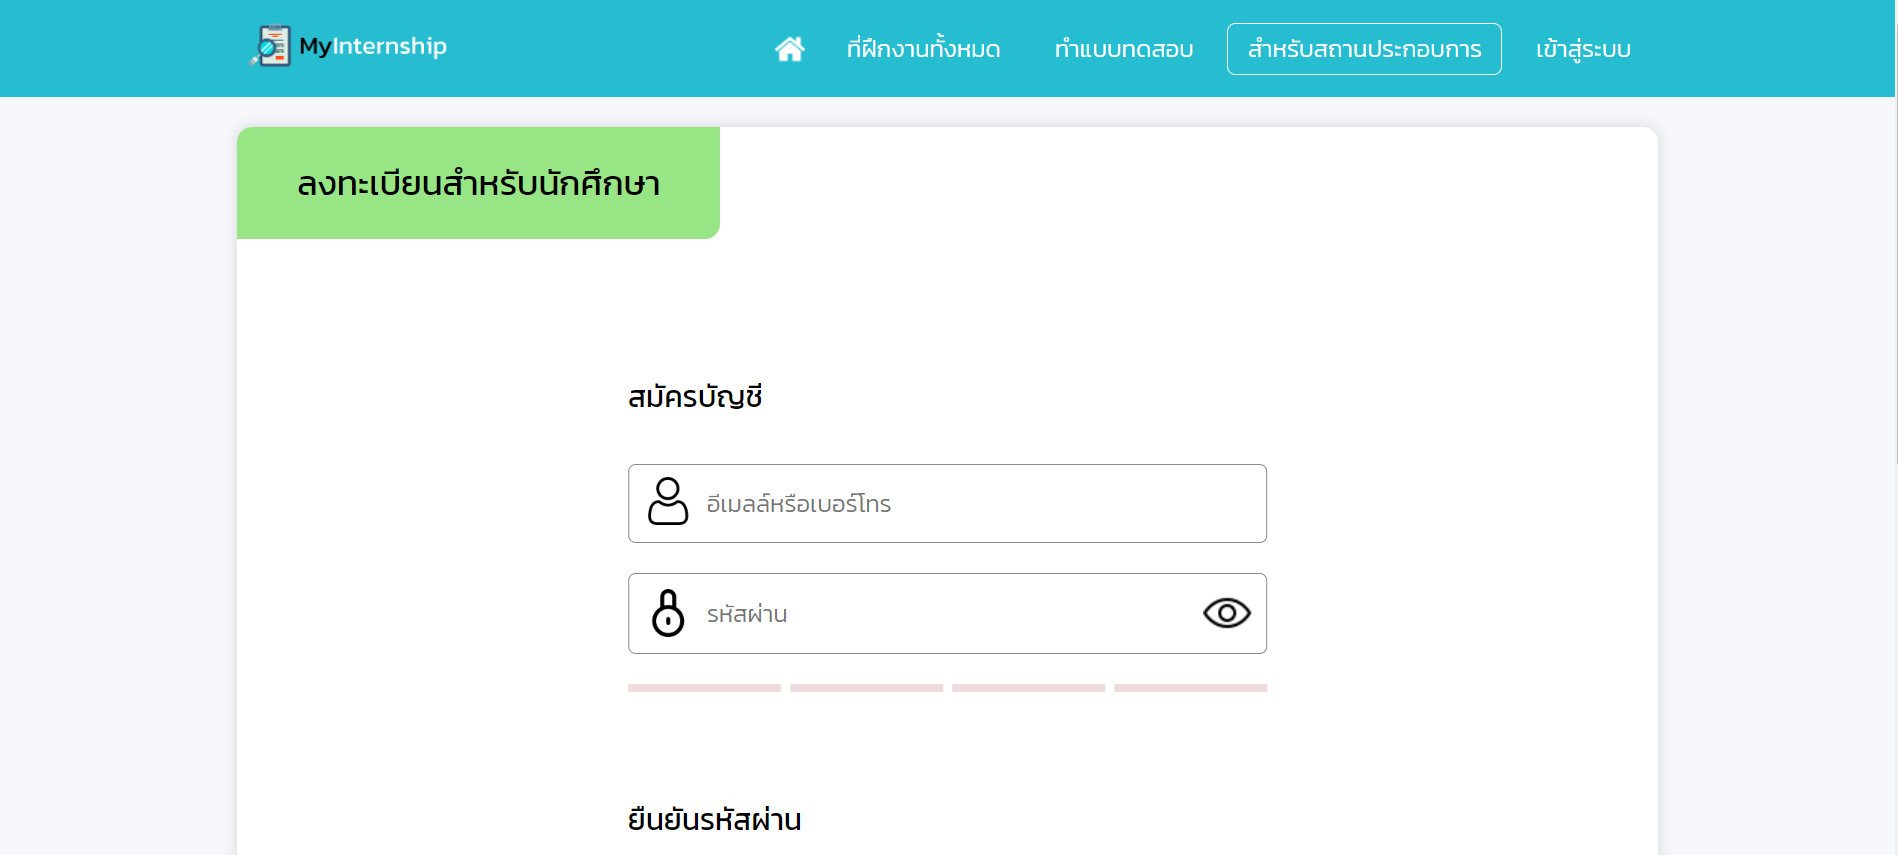 MyInternship
ที่ฝึกงานทั้งหมด
ทำแบบทดสอบ
สำหรับสถานประกอบการ
เข้าสู่ระบบ
ลงทะเบียนสำหรับนักศึกษา
สมัครบัญชี
อีเมลล์หรือเบอร์โทร
รหัสผ่าน
ยืนยันรหัสผ่าน